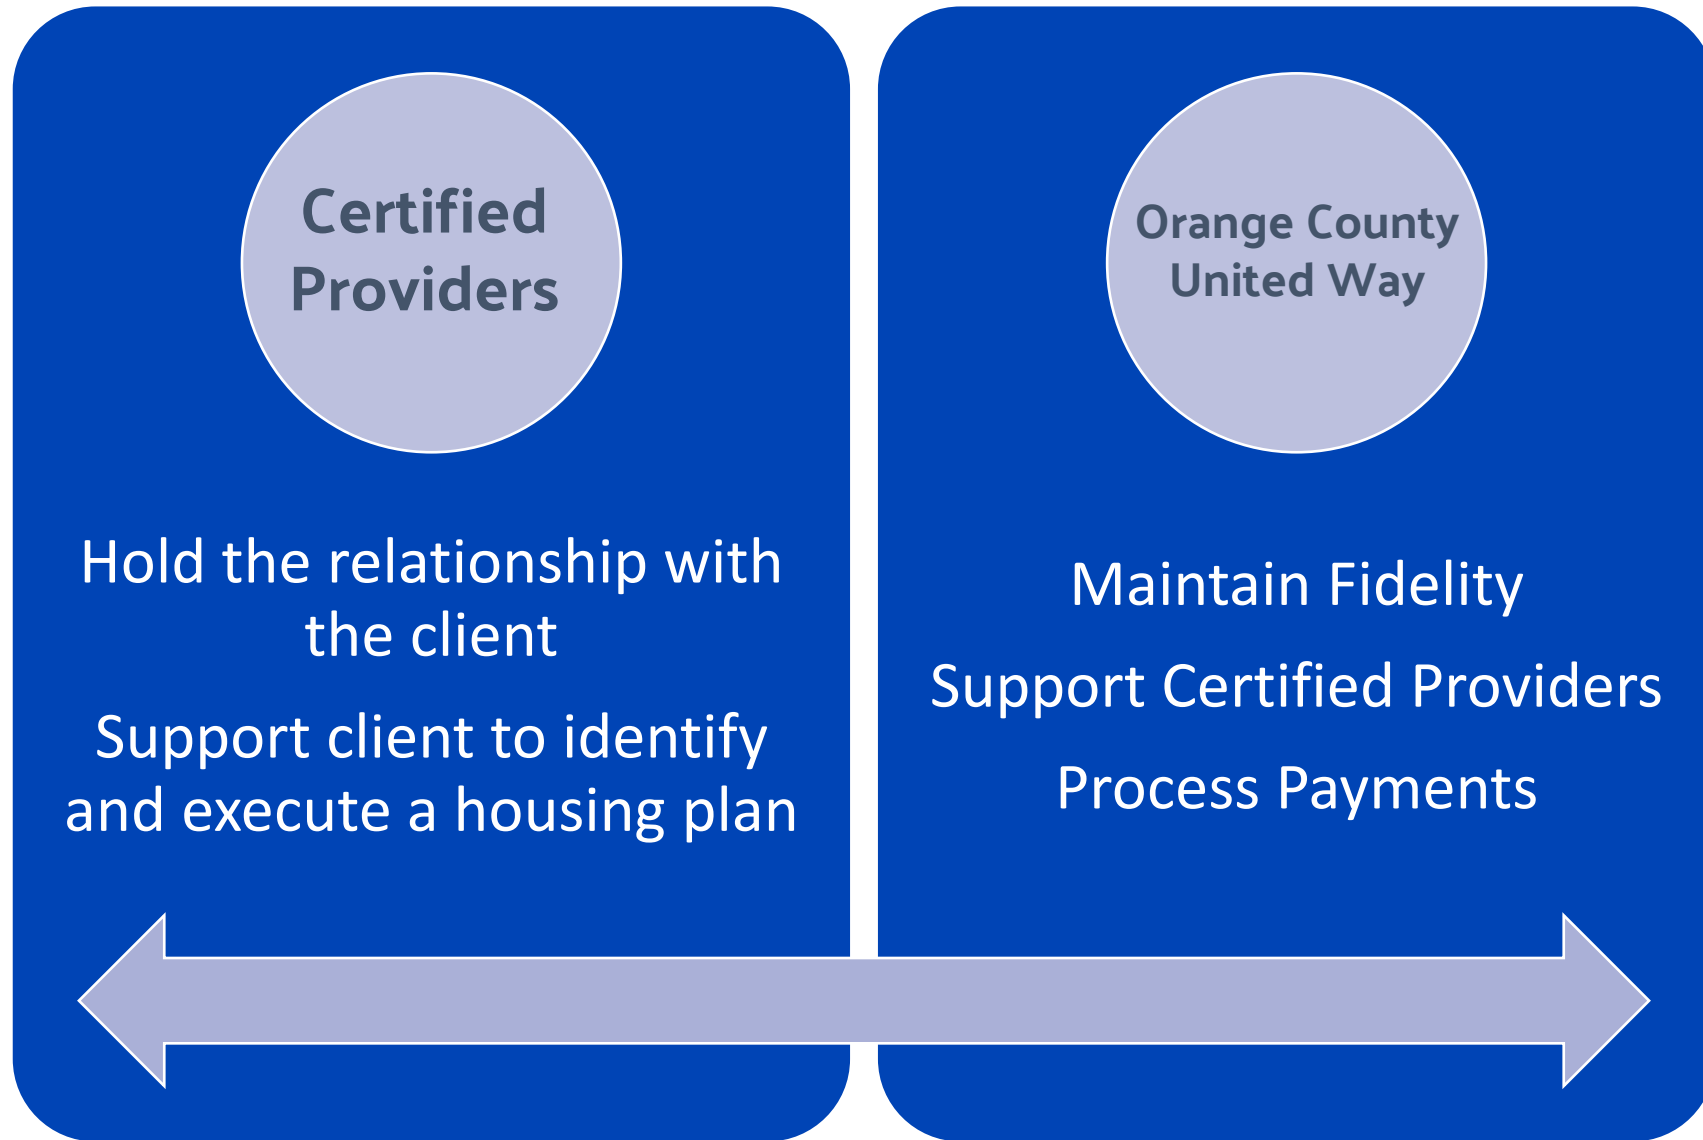 Certified
Providers
Hold the relationship with
the client
Support client to identify
and execute a housing plan
Orange County
United Way
Maintain Fidelity
Support Certified Providers
Process Payments